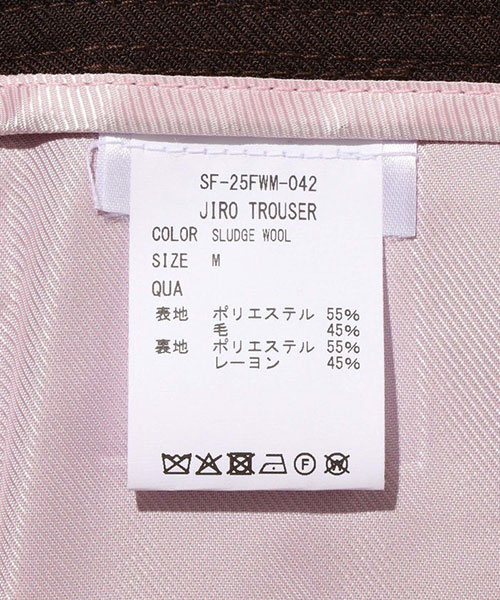 SF-25FWM-042
JIRO TROUSER
COLOR SLUDGE WOOL
SIZE M
QUA
表地 ポリエステル 55%
毛 45%
裏地 ポリエステル 55%
レーヨン 45%
F W